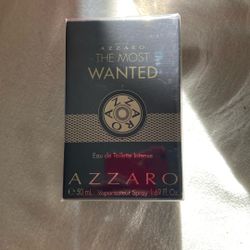 AZZARO
THE MOST
WANTED
AZZARO
Eau de Toilette Intense
AZZARO
50 mL Vaporisateur Spray 1.69 fl. oz.